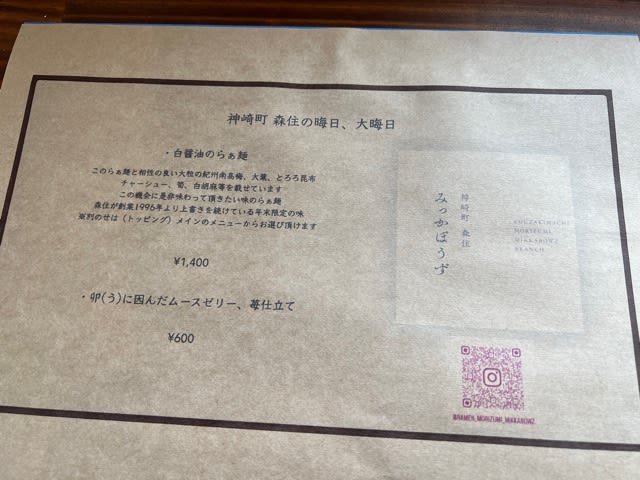 神崎町 森住の晦日、大晦日
・白醤油のらぁ麺
このらぁ麺と相性の良い大粒の紀州南高梅、大葉、とろろ昆布
チャーシュー、筍、白胡麻等を載せています
この機会に是非味わって頂きたい味のらぁ麺
森住が創業1996年より上書きを続けている年末限定の味
※別のせは（トッピング）メインのメニューからお選び頂けます
¥1,400
・卯(う)に因んだムースゼリー、苺仕立て
¥600
神崎町 森住
みっかぼうず
KOUZAKIMACHI
MORIZUMI
MIKKABOWZ
BRANCH
@RAMEN_MORIZUMI_MIKKABOWZ